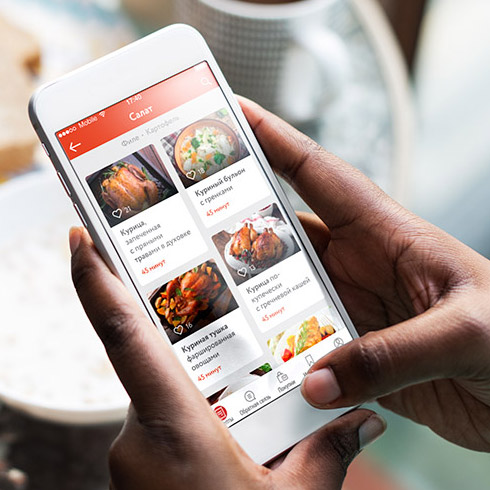 ●●●○○ Mobile 17:40
Салат
Филе + Картофель
21
Курица,
запеченная
с пряными
травами в духовке
45 минут
18
Куриный бульон
с гренками
45 минут
16
Куриная тушка
фаршированная
овощами
45 минут
Курица по-
купечески
с гречневой кашей
45 минут
Обратная связь
Покупки